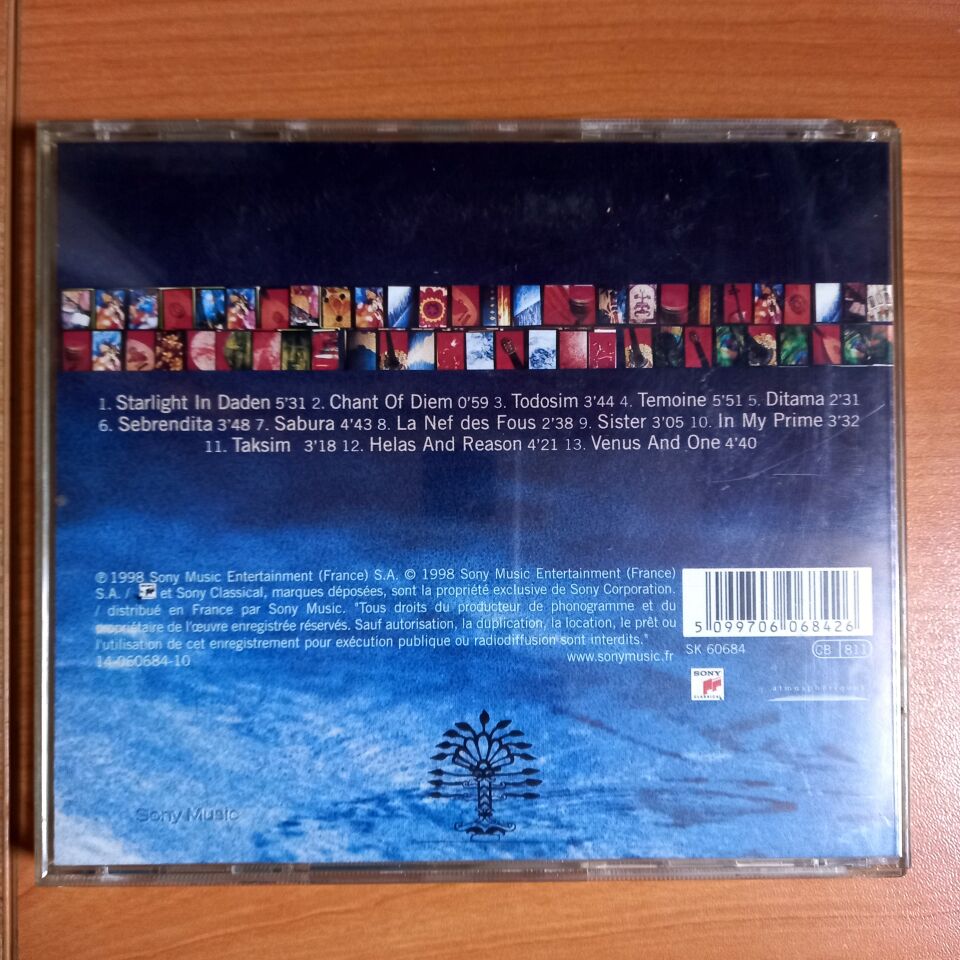 1. Starlight In Daden 5'31 2. Chant Of Diem 0'59 3. Todosim 3'44 4. Temoine 5'51 5. Ditama 2'31
6. Sebrendita 3'48 7. Sabura 4'43 8. La Nef des Fous 2'38 9. Sister 3'05 10. In My Prime 3'32
11. Taksim 3'18 12. Helas And Reason 4'21 13. Venus And One 4'40
℗ 1998 Sony Music Entertainment (France) S.A. © 1998 Sony Music Entertainment (France)
S.A. / et Sony Classical, marques déposées, sont la propriété exclusive de Sony Corporation.
/ distribué en France par Sony Music. "Tous droits du producteur de phonogramme et du
propriétaire de l'œuvre enregistrée réservés. Sauf autorisation, la duplication, la location, le prêt ou
l'utilisation de cet enregistrement pour exécution publique ou radiodiffusion sont interdits."
14-060684-10 www.sonymusic.fr
5 099706 068426
SK 60684 CB 811
SONY
CLASSICAL
atmosphériques
Sony Music